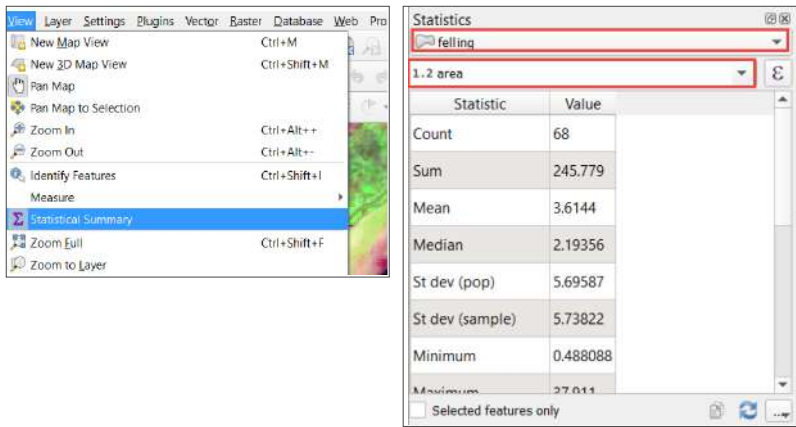 View Layer Settings Plugins Vector Raster Database Web Pro
New Map View Ctrl+M
New 3D Map View Ctrl+Shift+M
Pan Map
Pan Map to Selection
Zoom In Ctrl+Alt++
Zoom Out Ctrl+Alt+-
Identify Features Ctrl+Shift+I
Measure
Σ Statistical Summary
Zoom Full Ctrl+Shift+F
Zoom to Layer
Statistics
felling
1.2 area ε
Statistic Value
Count 68
Sum 245.779
Mean 3.6144
Median 2.19356
St dev (pop) 5.69587
St dev (sample) 5.73822
Minimum 0.488088
Maximum 37.911
Selected features only ...